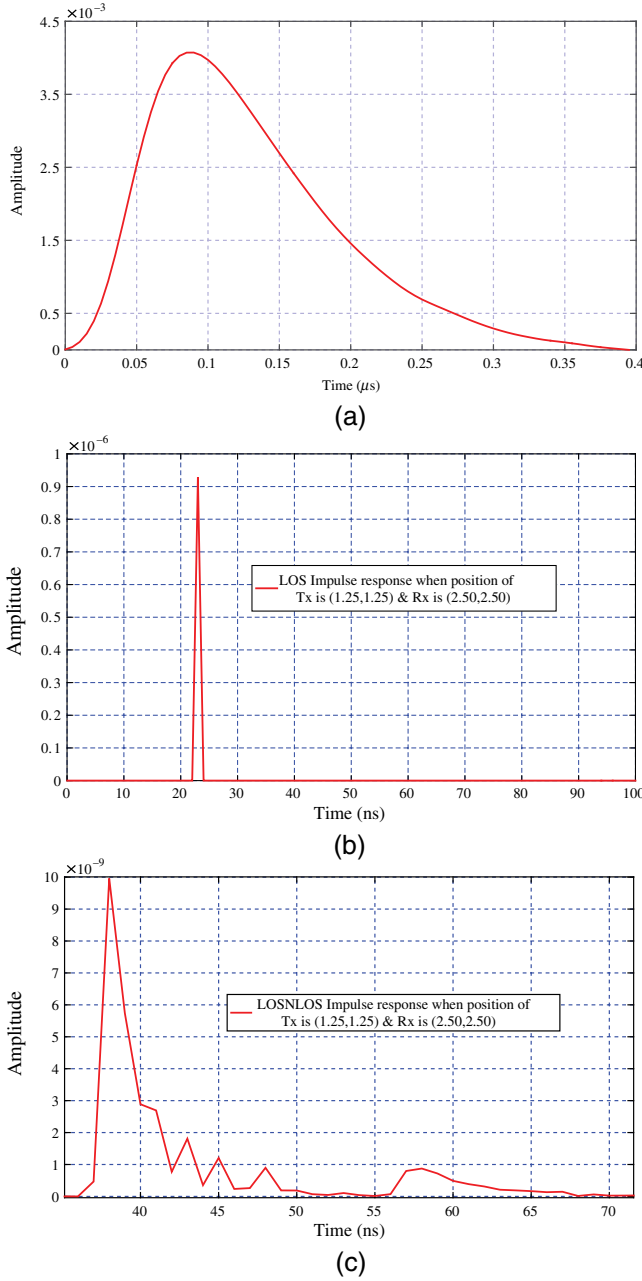 ×10⁻³
4.5
3.5
2.5
1.5
0.5
0
Amplitude
0 0.05 0.1 0.15 0.2 0.25 0.3 0.35 0.4
Time (μs)
(a)
×10⁻⁶
1
0.9
0.8
0.7
0.6
0.5
0.4
0.3
0.2
0.1
0
Amplitude
LOS Impulse response when position of
Tx is (1.25,1.25) & Rx is (2.50,2.50)
0 10 20 30 40 50 60 70 80 90 100
Time (ns)
(b)
×10⁻⁹
10
9
8
7
6
5
4
3
2
1
0
Amplitude
LOSNLOS Impulse response when position of
Tx is (1.25,1.25) & Rx is (2.50,2.50)
40 45 50 55 60 65 70
Time (ns)
(c)